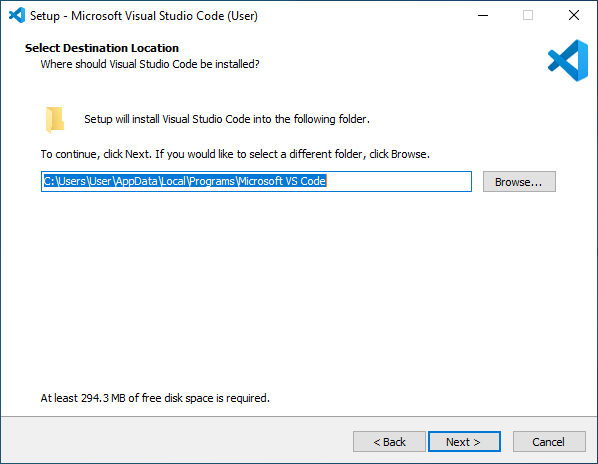 Setup - Microsoft Visual Studio Code (User)
Select Destination Location
Where should Visual Studio Code be installed?
Setup will install Visual Studio Code into the following folder.
To continue, click Next. If you would like to select a different folder, click Browse.
C:\Users\User\AppData\Local\Programs\Microsoft VS Code
Browse...
At least 294.3 MB of free disk space is required.
< Back
Next >
Cancel